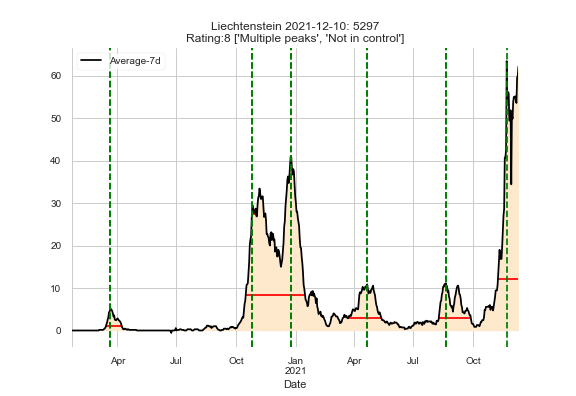 Liechtenstein 2021-12-10: 5297
Rating:8 ['Multiple peaks', 'Not in control']
Average-7d
60
50
40
30
20
10
0
Apr Jul Oct Jan Apr Jul Oct
2021
Date